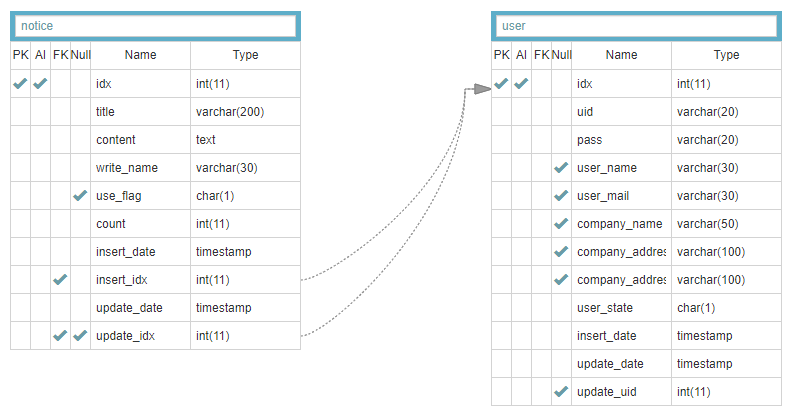 notice
PK AI FK Null Name Type
idx int(11)
title varchar(200)
content text
write_name varchar(30)
use_flag char(1)
count int(11)
insert_date timestamp
insert_idx int(11)
update_date timestamp
update_idx int(11)
user
PK AI FK Null Name Type
idx int(11)
uid varchar(20)
pass varchar(20)
user_name varchar(30)
user_mail varchar(30)
company_name varchar(50)
company_addres varchar(100)
company_addres varchar(100)
user_state char(1)
insert_date timestamp
update_date timestamp
update_uid int(11)